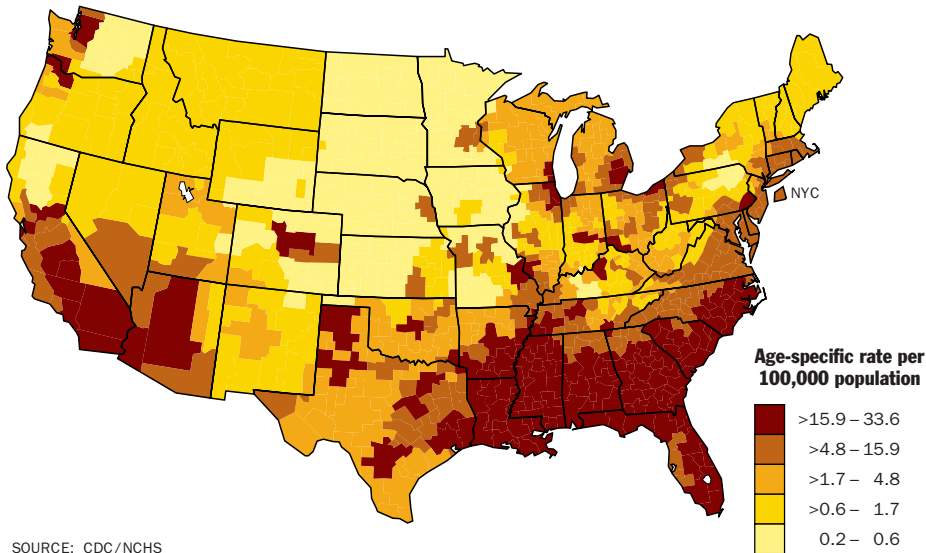 NYC
Age-specific rate per
100,000 population
>15.9 – 33.6
>4.8 – 15.9
>1.7 – 4.8
>0.6 – 1.7
0.2 – 0.6
SOURCE: CDC/NCHS